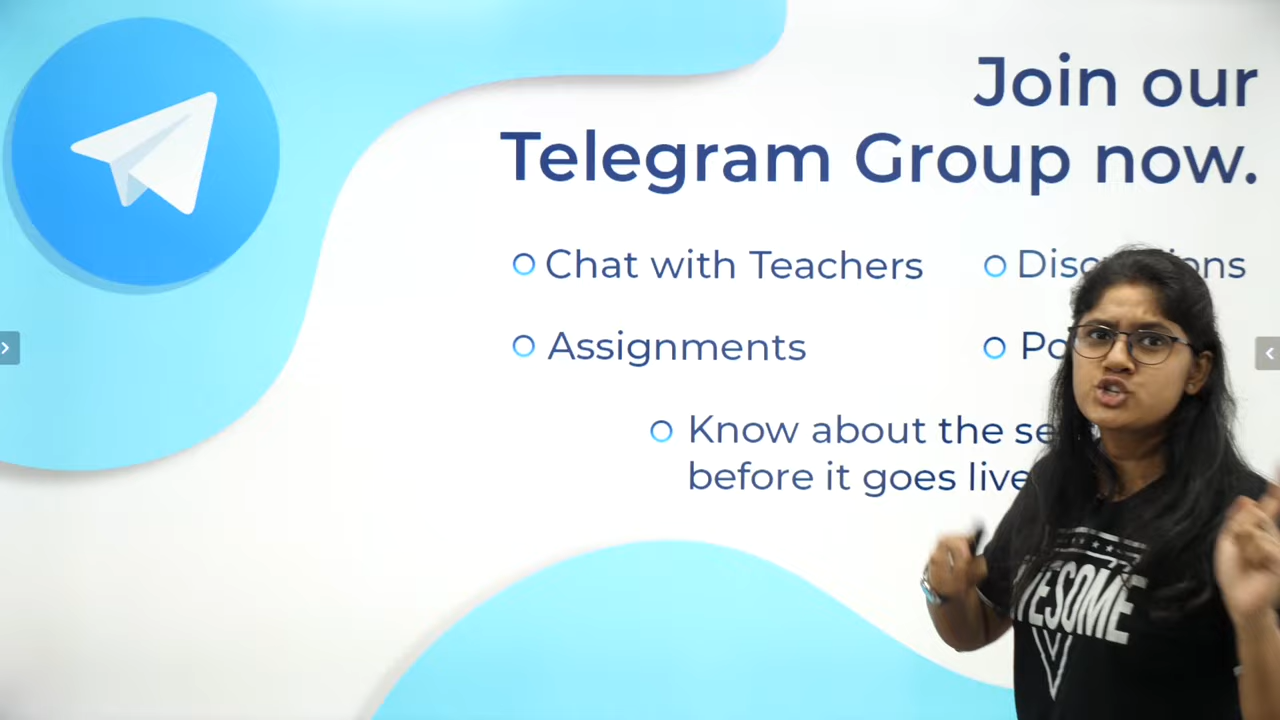 Join our
Telegram Group now.
Chat with Teachers
Assignments
Know about the
before it goes live